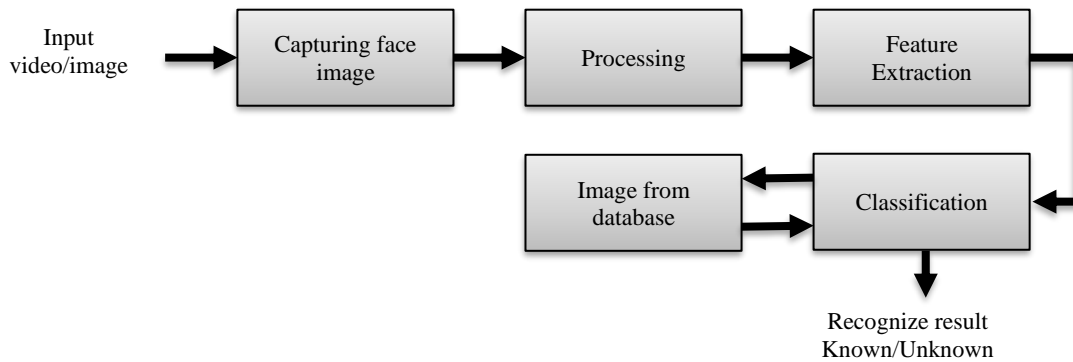 Input
video/image
Capturing face
image
Processing
Feature
Extraction
Image from
database
Classification
Recognize result
Known/Unknown